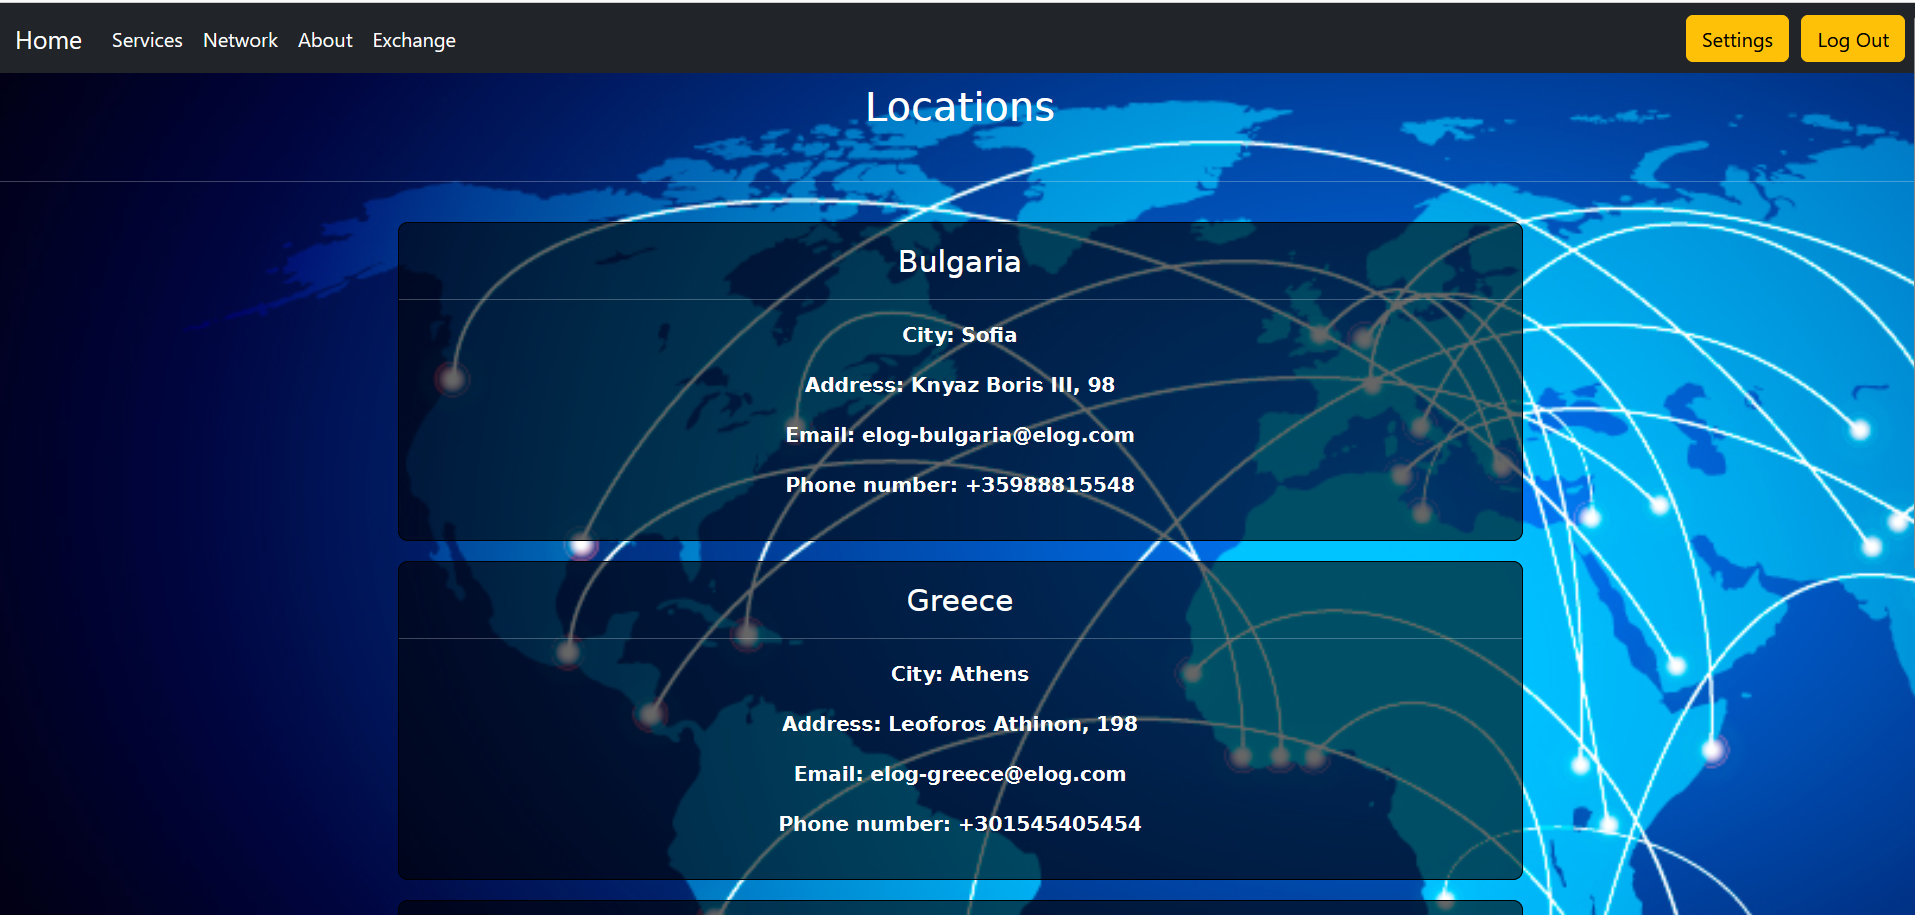 Home Services Network About Exchange Settings Log Out
Locations
Bulgaria
City: Sofia
Address: Knyaz Boris III, 98
Email: elog-bulgaria@elog.com
Phone number: +35988815548
Greece
City: Athens
Address: Leoforos Athinon, 198
Email: elog-greece@elog.com
Phone number: +301545405454